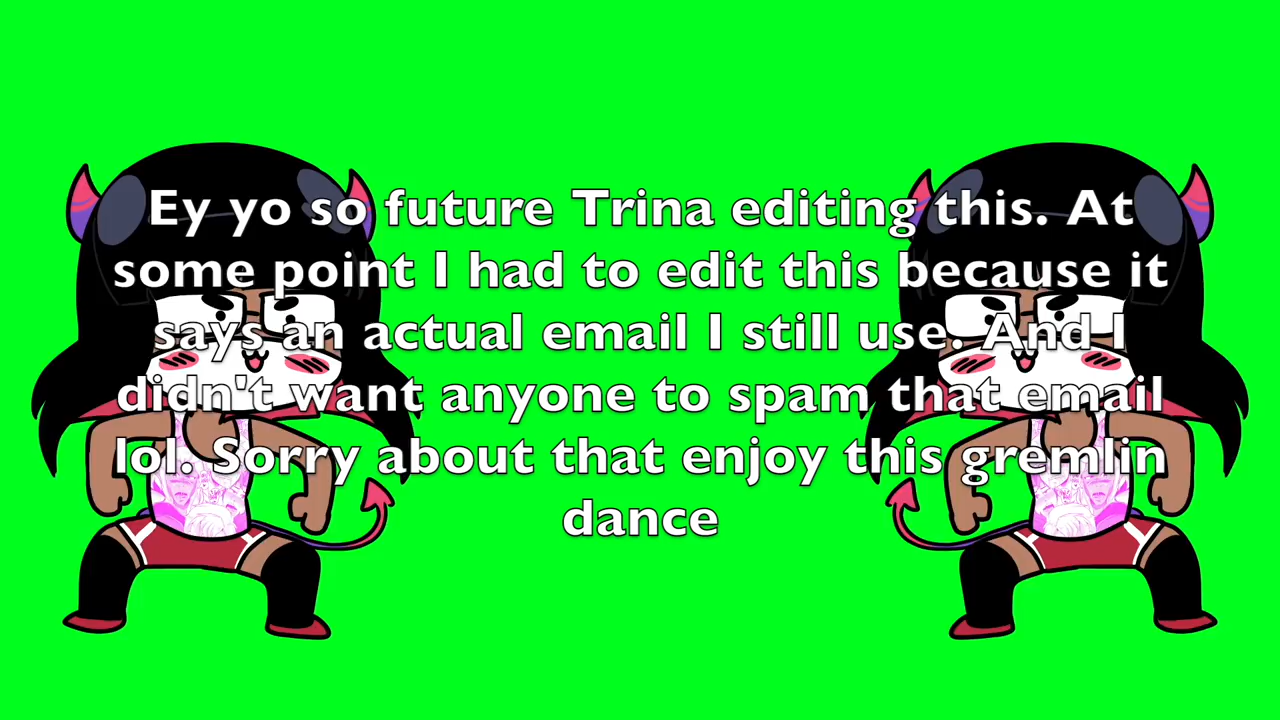 Ey yo so future Trina editing this. At
some point I had to edit this because it
says an actual email I still use. And I
didn't want anyone to spam that email
lol. Sorry about that enjoy this gremlin
dance